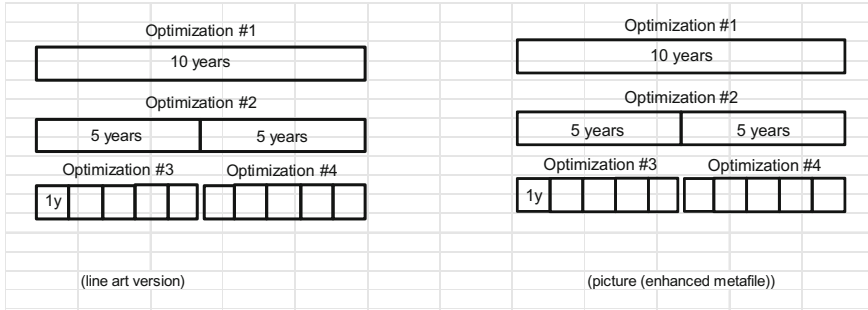 Optimization #1
10 years
Optimization #2
5 years 5 years
Optimization #3 Optimization #4
1y
(line art version)
Optimization #1
10 years
Optimization #2
5 years 5 years
Optimization #3 Optimization #4
1y
(picture (enhanced metafile))